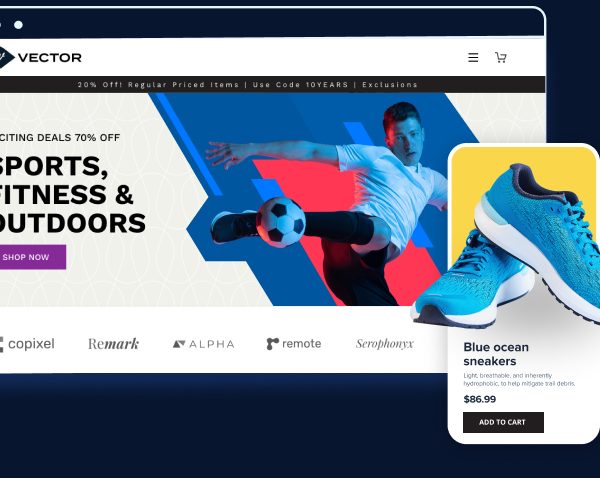 VECTOR
20% Off! Regular Priced Items | Use Code 10YEARS | Exclusions
CITING DEALS 70% OFF
SPORTS,
FITNESS &
OUTDOORS
SHOP NOW
copixel
Remark
ALPHA
remote
Serophonyx
Blue ocean
sneakers
Light, breathable, and inherently
hydrophobic, to help mitigate trail debris.
$86.99
ADD TO CART